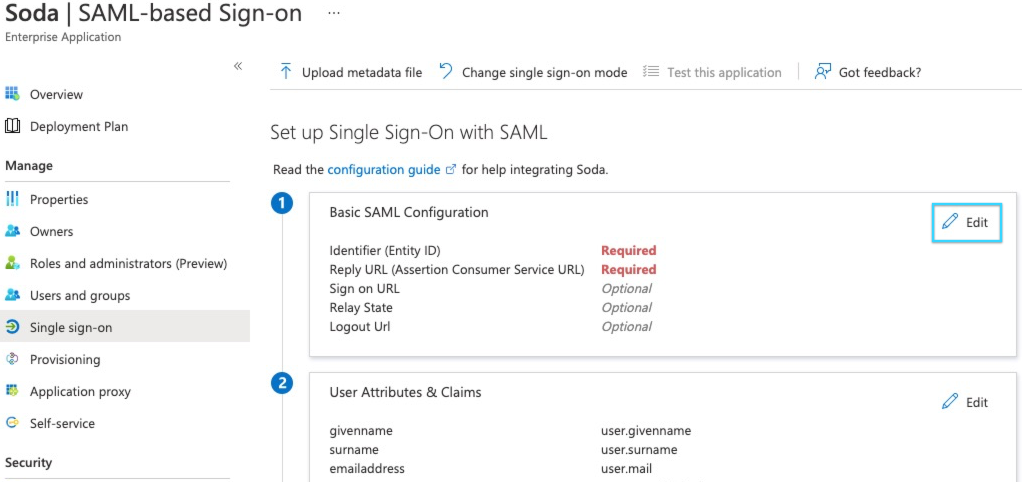 Soda | SAML-based Sign-on ...
Enterprise Application
«
Overview
Deployment Plan
Manage
Properties
Owners
Roles and administrators (Preview)
Users and groups
Single sign-on
Provisioning
Application proxy
Self-service
Security
Upload metadata file Change single sign-on mode Test this application Got feedback?
Set up Single Sign-On with SAML
Read the configuration guide for help integrating Soda.
1
Basic SAML Configuration
Edit
Identifier (Entity ID) Required
Reply URL (Assertion Consumer Service URL) Required
Sign on URL Optional
Relay State Optional
Logout Url Optional
2
User Attributes & Claims
Edit
givenname user.givenname
surname user.surname
emailaddress user.mail